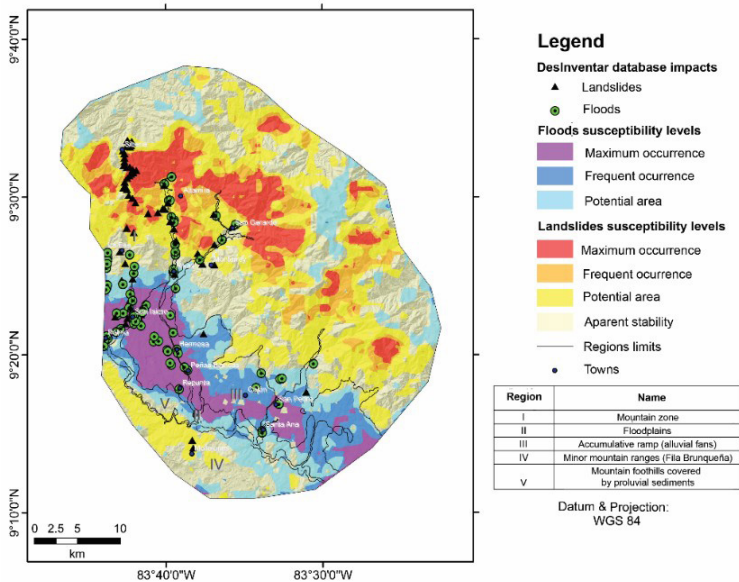 9°40'0"N
9°30'0"N
9°20'0"N
9°10'0"N
83°40'0"W
83°30'0"W
Hermosa
Repunta
Santa Ana
III
V
IV
0 2.5 5 10
km
Legend
DesInventar database impacts
Landslides
Floods
Floods susceptibility levels
Maximum occurrence
Frequent ocurrence
Potential area
Landslides susceptibility levels
Maximum occurrence
Frequent ocurrence
Potential area
Apparent stability
Regions limits
Towns
Region Name
I Mountain zone
II Floodplains
III Accumulative ramp (alluvial fans)
IV Minor mountain ranges (Fila Brunqueña)
V Mountain foothills covered
by proluvial sediments
Datum & Projection:
WGS 84